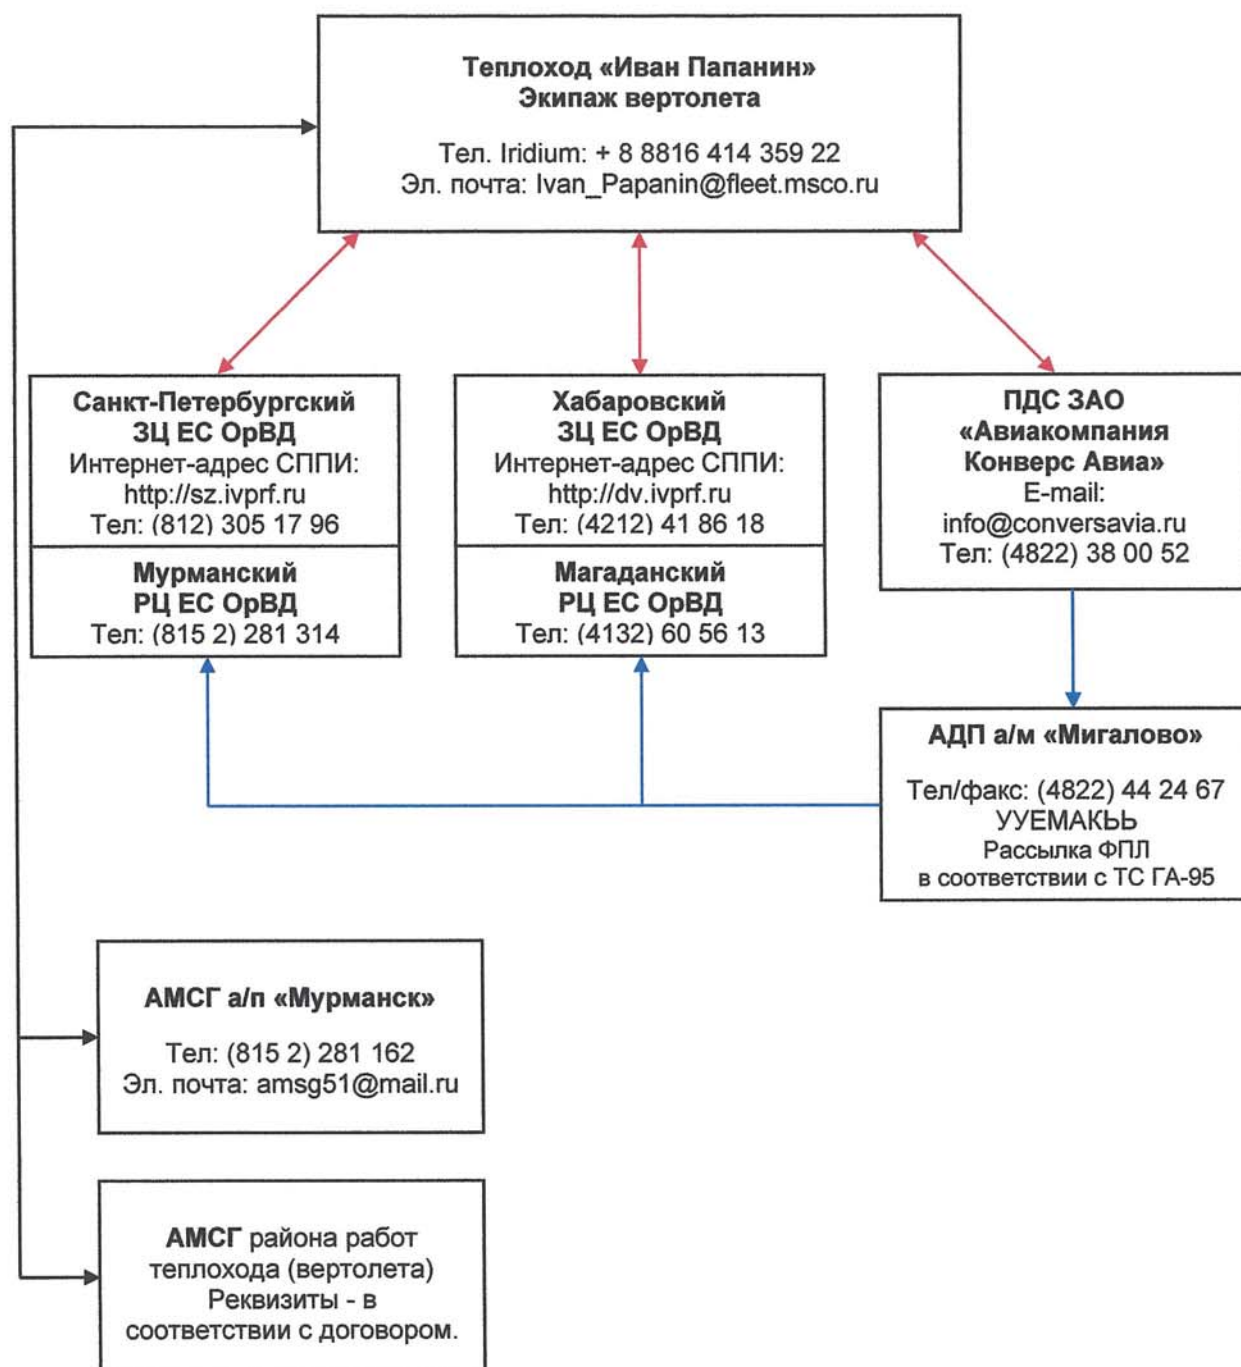 Теплоход «Иван Папанин»
Экипаж вертолета
Тел. Iridium: + 8 8816 414 359 22
Эл. почта: Ivan_Papanin@fleet.msco.ru
Санкт-Петербургский
ЗЦ ЕС ОрВД
Интернет-адрес СППИ:
http://sz.ivprf.ru
Тел: (812) 305 17 96
Мурманский
РЦ ЕС ОрВД
Тел: (815 2) 281 314
Хабаровский
ЗЦ ЕС ОрВД
Интернет-адрес СППИ:
http://dv.ivprf.ru
Тел: (4212) 41 86 18
Магаданский
РЦ ЕС ОрВД
Тел: (4132) 60 56 13
ПДС ЗАО
«Авиакомпания
Конверс Авиа»
E-mail:
info@conversavia.ru
Тел: (4822) 38 00 52
АДП а/м «Мигалово»
Тел/факс: (4822) 44 24 67
УУЕМАКЬЬ
Рассылка ФПЛ
в соответствии с ТС ГА-95
АМСГ а/п «Мурманск»
Тел: (815 2) 281 162
Эл. почта: amsg51@mail.ru
АМСГ района работ
теплохода (вертолета)
Реквизиты - в
соответствии с договором.